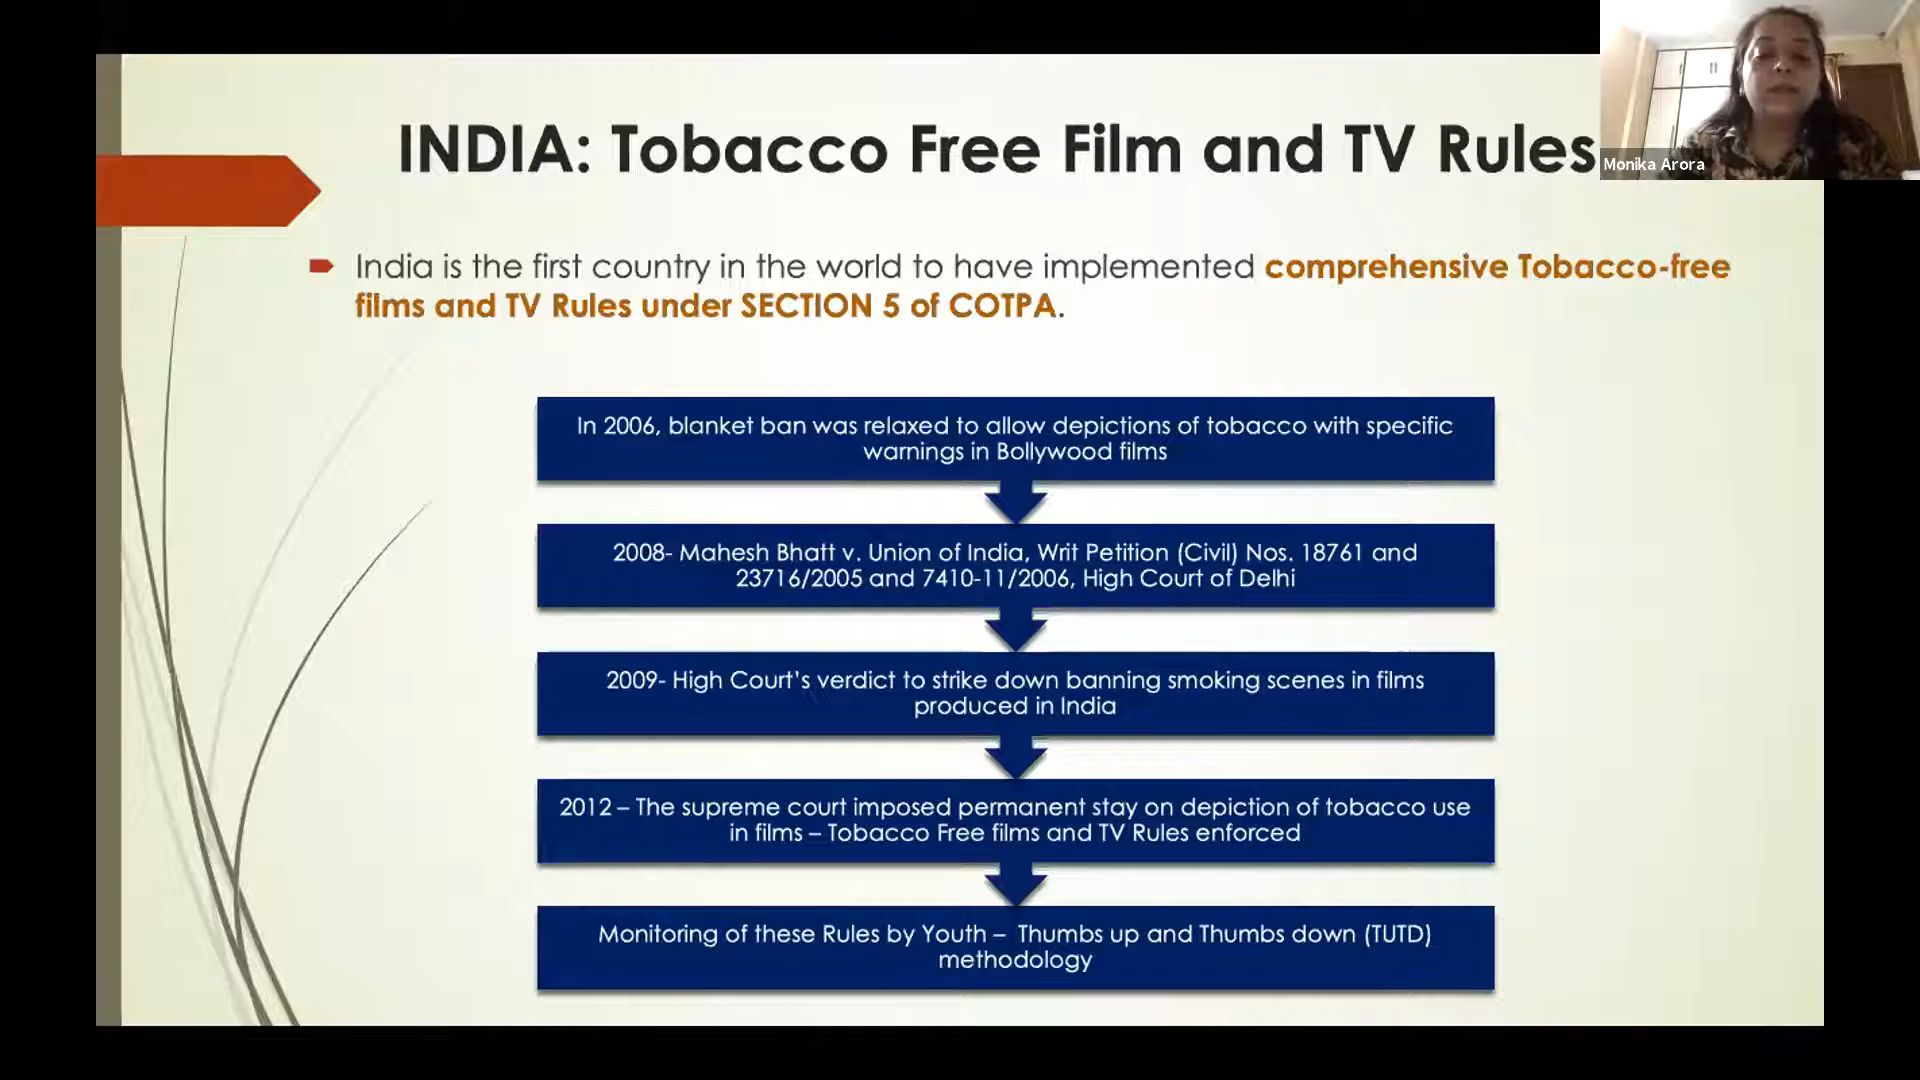 INDIA: Tobacco Free Film and TV Rules
Monika Arora
India is the first country in the world to have implemented comprehensive Tobacco-free
films and TV Rules under SECTION 5 of COTPA.
In 2006, blanket ban was relaxed to allow depictions of tobacco with specific
warnings in Bollywood films
2008- Mahesh Bhatt v. Union of India, Writ Petition (Civil) Nos. 18761 and
23716/2005 and 7410-11/2006, High Court of Delhi
2009- High Court's verdict to strike down banning smoking scenes in films
produced in India
2012 – The supreme court imposed permanent stay on depiction of tobacco use
in films – Tobacco Free films and TV Rules enforced
Monitoring of these Rules by Youth –  Thumbs up and Thumbs down (TUTD)
methodology